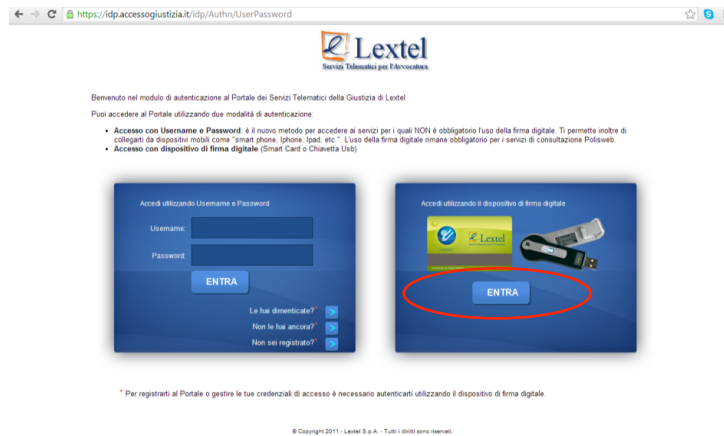 https://idp.accessogiustizia.it/idp/Authn/UserPassword
Lextel
Servizi Telematici per l'Avvocatura
Benvenuto nel modulo di autenticazione al Portale dei Servizi Telematici della Giustizia di Lextel
Puoi accedere al Portale utilizzando due modalità di autenticazione:
• Accesso con Username e Password: è il nuovo metodo per accedere ai servizi per i quali NON è obbligatorio l'uso della firma digitale. Ti permette inoltre di
collegarti da dispositivi mobili come "smart phone, Iphone, Ipad, etc.". L'uso della firma digitale rimane obbligatorio per i servizi di consultazione Polisweb.
• Accesso con dispositivo di firma digitale (Smart Card o Chiavetta Usb)
Accedi utilizzando Username e Password
Username:
Password:
ENTRA
Le hai dimenticate?*
Non le hai ancora?*
Non sei registrato?*
Accedi utilizzando il dispositivo di firma digitale
Lextel
ENTRA
* Per registrarti al Portale o gestire le tue credenziali di accesso è necessario autenticarti utilizzando il dispositivo di firma digitale.
© Copyright 2011 - Lextel S.p.A. - Tutti i diritti sono riservati.